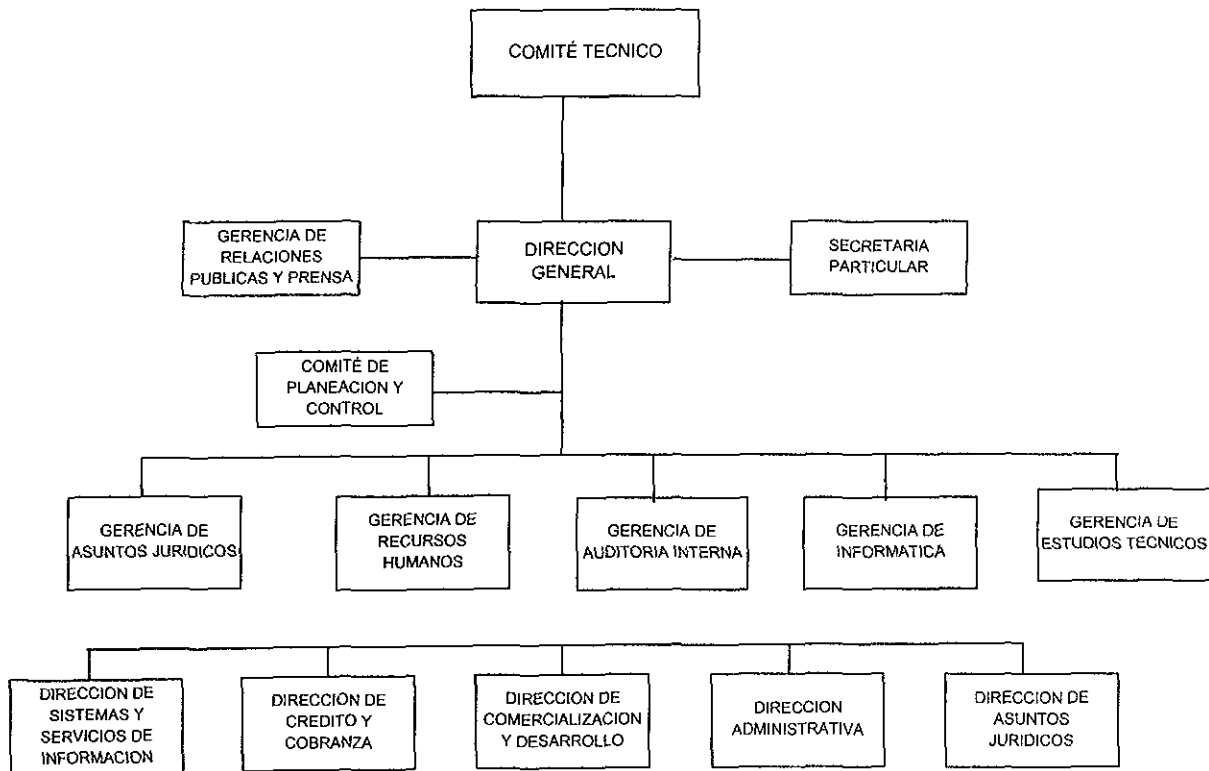 COMITÉ TECNICO
GERENCIA DE
RELACIONES
PUBLICAS Y PRENSA
DIRECCION
GENERAL
SECRETARIA
PARTICULAR
COMITÉ DE
PLANEACION Y
CONTROL
GERENCIA DE
ASUNTOS JURIDICOS
GERENCIA DE
RECURSOS
HUMANOS
GERENCIA DE
AUDITORIA INTERNA
GERENCIA DE
INFORMATICA
GERENCIA DE
ESTUDIOS TECNICOS
DIRECCION DE
SISTEMAS Y
SERVICIOS DE
INFORMACION
DIRECCION DE
CREDITO Y
COBRANZA
DIRECCION DE
COMERCIALIZACION
Y DESARROLLO
DIRECCION
ADMINISTRATIVA
DIRECCION DE
ASUNTOS
JURIDICOS